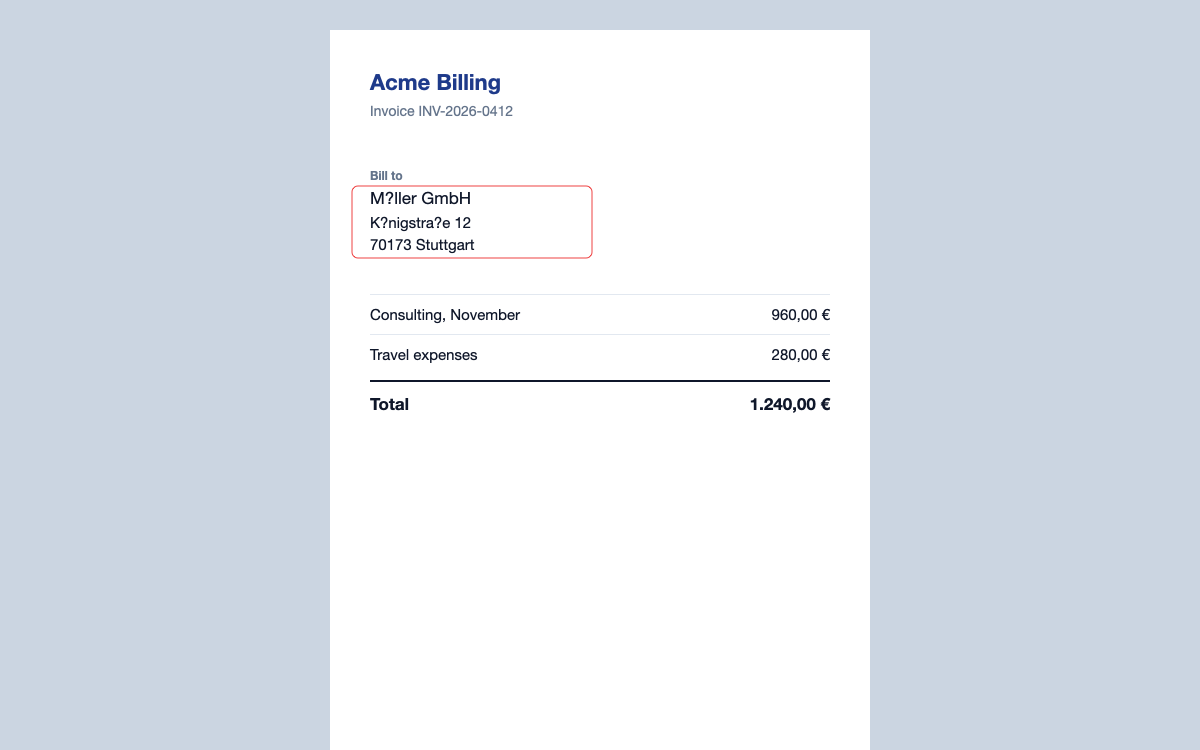 Acme Billing
Invoice INV-2026-0412
Bill to
M?ller GmbH
K?nigstra?e 12
70173 Stuttgart
Consulting, November 960,00 €
Travel expenses 280,00 €
Total 1.240,00 €